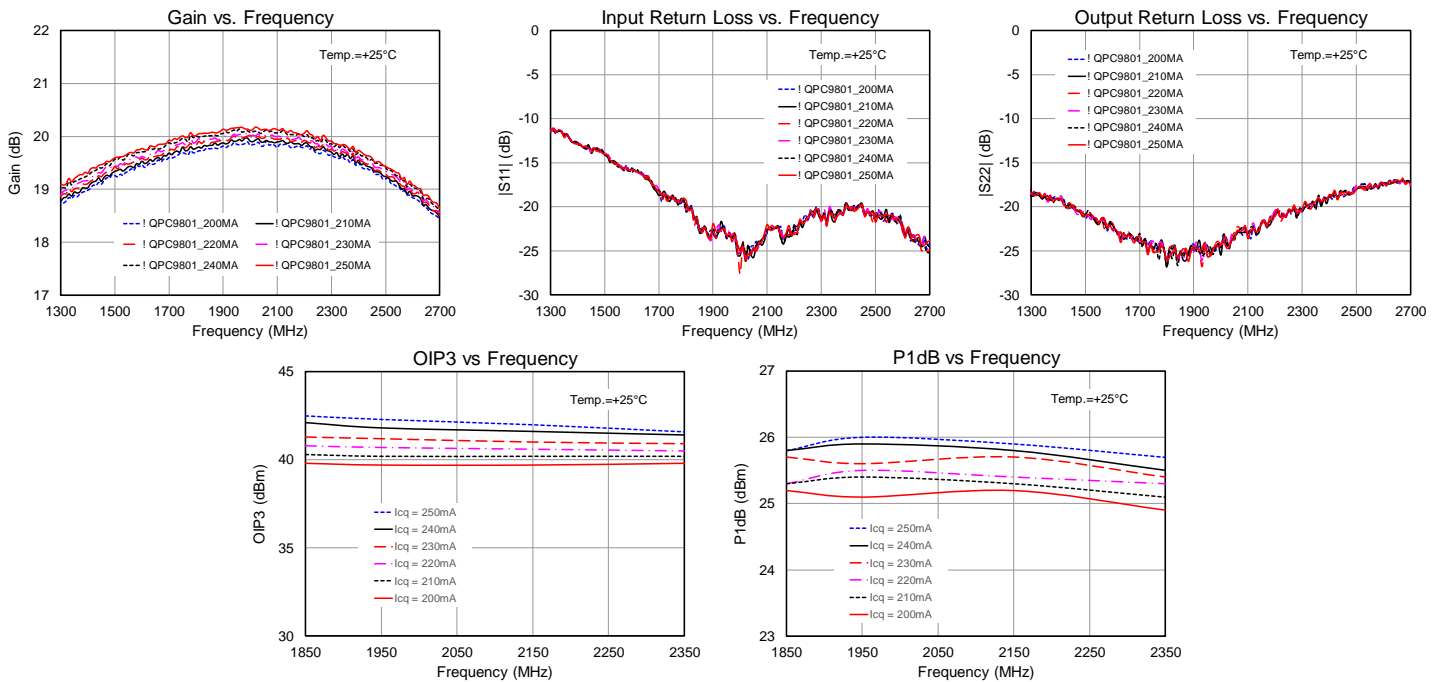 Gain vs. Frequency
22
21
20
19
18
17
Gain (dB)
Temp.=+25°C
! QPC9801_200MA
! QPC9801_210MA
! QPC9801_220MA
! QPC9801_230MA
! QPC9801_240MA
! QPC9801_250MA
1300 1500 1700 1900 2100 2300 2500 2700
Frequency (MHz)
Input Return Loss vs. Frequency
0
-5
-10
-15
-20
-25
-30
|S11| (dB)
Temp.=+25°C
! QPC9801_200MA
! QPC9801_210MA
! QPC9801_220MA
! QPC9801_230MA
! QPC9801_240MA
! QPC9801_250MA
1300 1500 1700 1900 2100 2300 2500 2700
Frequency (MHz)
Output Return Loss vs. Frequency
0
-5
-10
-15
-20
-25
-30
|S22| (dB)
Temp.=+25°C
! QPC9801_200MA
! QPC9801_210MA
! QPC9801_220MA
! QPC9801_230MA
! QPC9801_240MA
! QPC9801_250MA
1300 1500 1700 1900 2100 2300 2500 2700
Frequency (MHz)
OIP3 vs Frequency
45
40
35
30
OIP3 (dBm)
Temp.=+25°C
Icq = 250mA
Icq = 240mA
Icq = 230mA
Icq = 220mA
Icq = 210mA
Icq = 200mA
1850 1950 2050 2150 2250 2350
Frequency (MHz)
P1dB vs Frequency
27
26
25
24
23
P1dB (dBm)
Temp.=+25°C
Icq = 250mA
Icq = 240mA
Icq = 230mA
Icq = 220mA
Icq = 210mA
Icq = 200mA
1850 1950 2050 2150 2250 2350
Frequency (MHz)